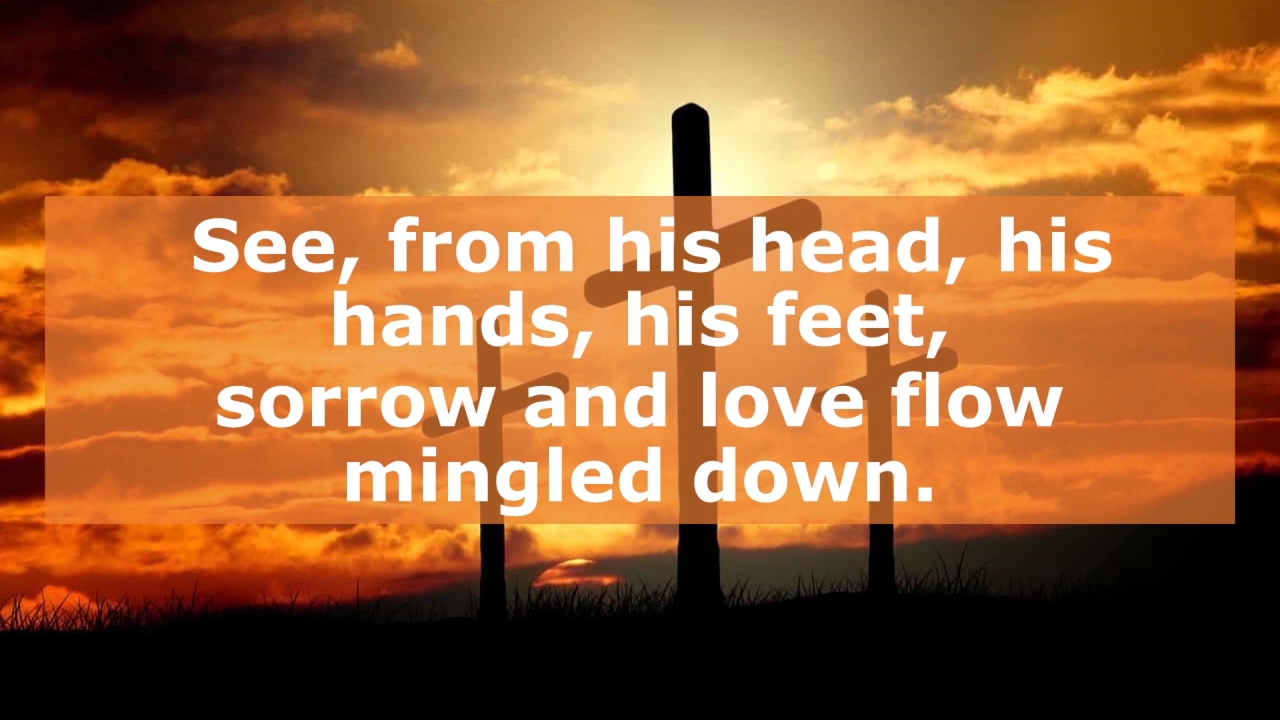 See, from his head, his
hands, his feet,
sorrow and love flow
mingled down.